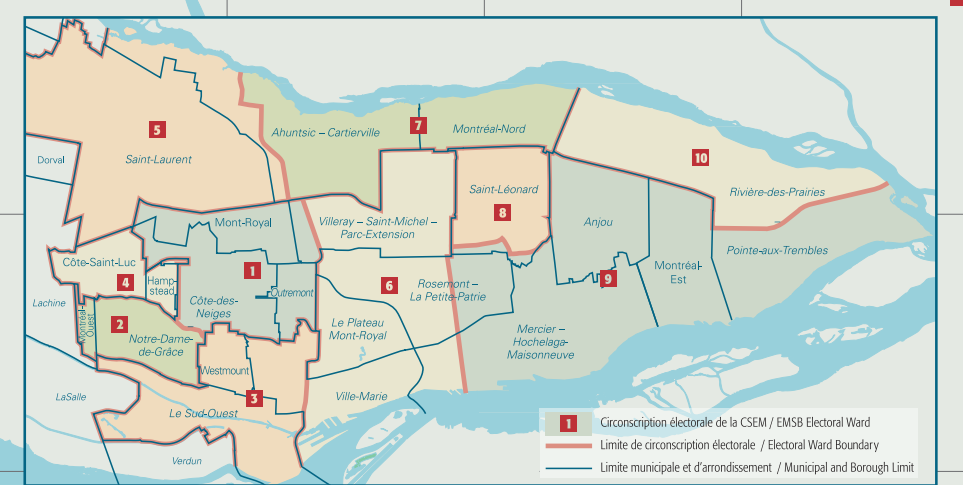 5
7
Ahuntsic – Cartierville
Montréal-Nord
Dorval
Saint-Laurent
10
Saint-Léonard
Rivière-des-Prairies
8
Mont-Royal
Villeray – Saint-Michel –
Parc-Extension
Anjou
Pointe-aux-Trembles
Côte-Saint-Luc
1
Montréal-
Est
4
Hamp-
stead
6
Rosemont –
La Petite-Patrie
9
Lachine
Côte-des-
Neiges
Outremont
Montréal-
Ouest
2
Notre-Dame-
de-Grâce
Le Plateau
Mont-Royal
Mercier –
Hochelaga-
Maisonneuve
Westmount
LaSalle
3
Ville-Marie
Le Sud-Ouest
Verdun
1 Circonscription électorale de la CSEM / EMSB Electoral Ward
Limite de circonscription électorale / Electoral Ward Boundary
Limite municipale et d'arrondissement / Municipal and Borough Limit